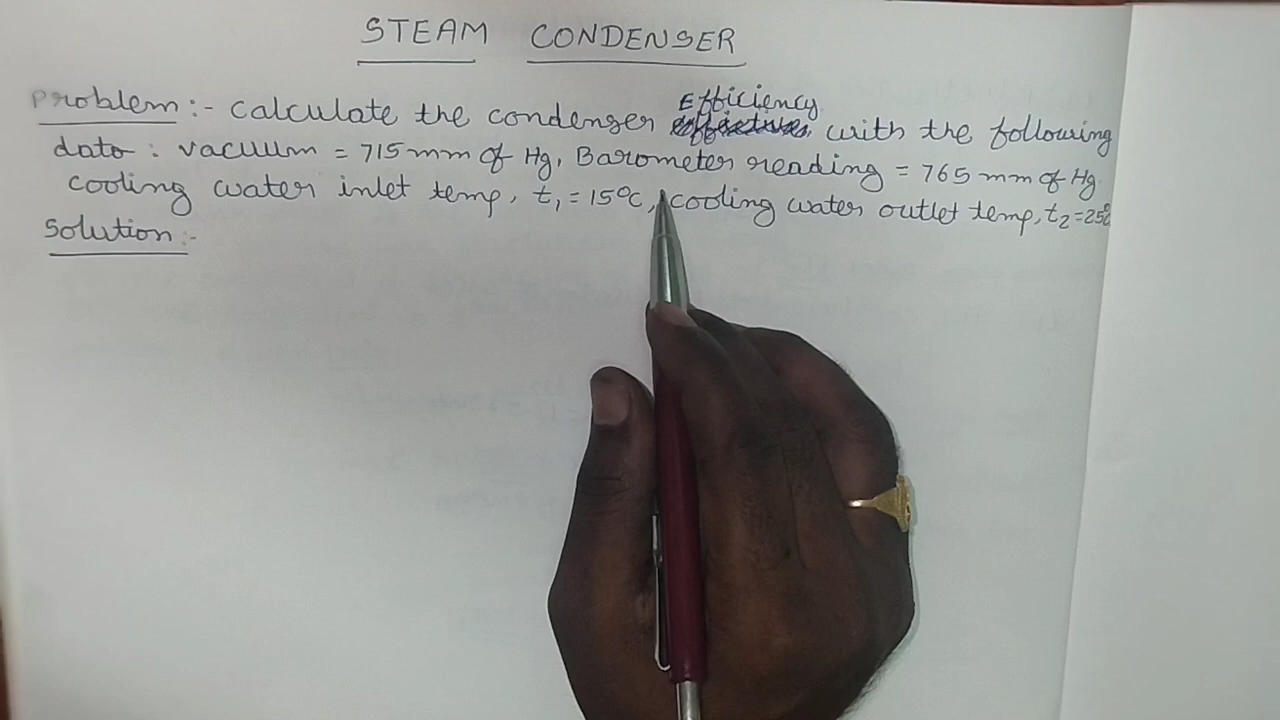 STEAM CONDENSER
Problem :- Calculate the condenser Efficiency with the following
data : vacuum = 715 mm of Hg, Barometer reading = 765 mm of Hg
cooling water inlet temp, t₁ = 15°C, cooling water outlet temp, t₂ = 25°C
Solution :-